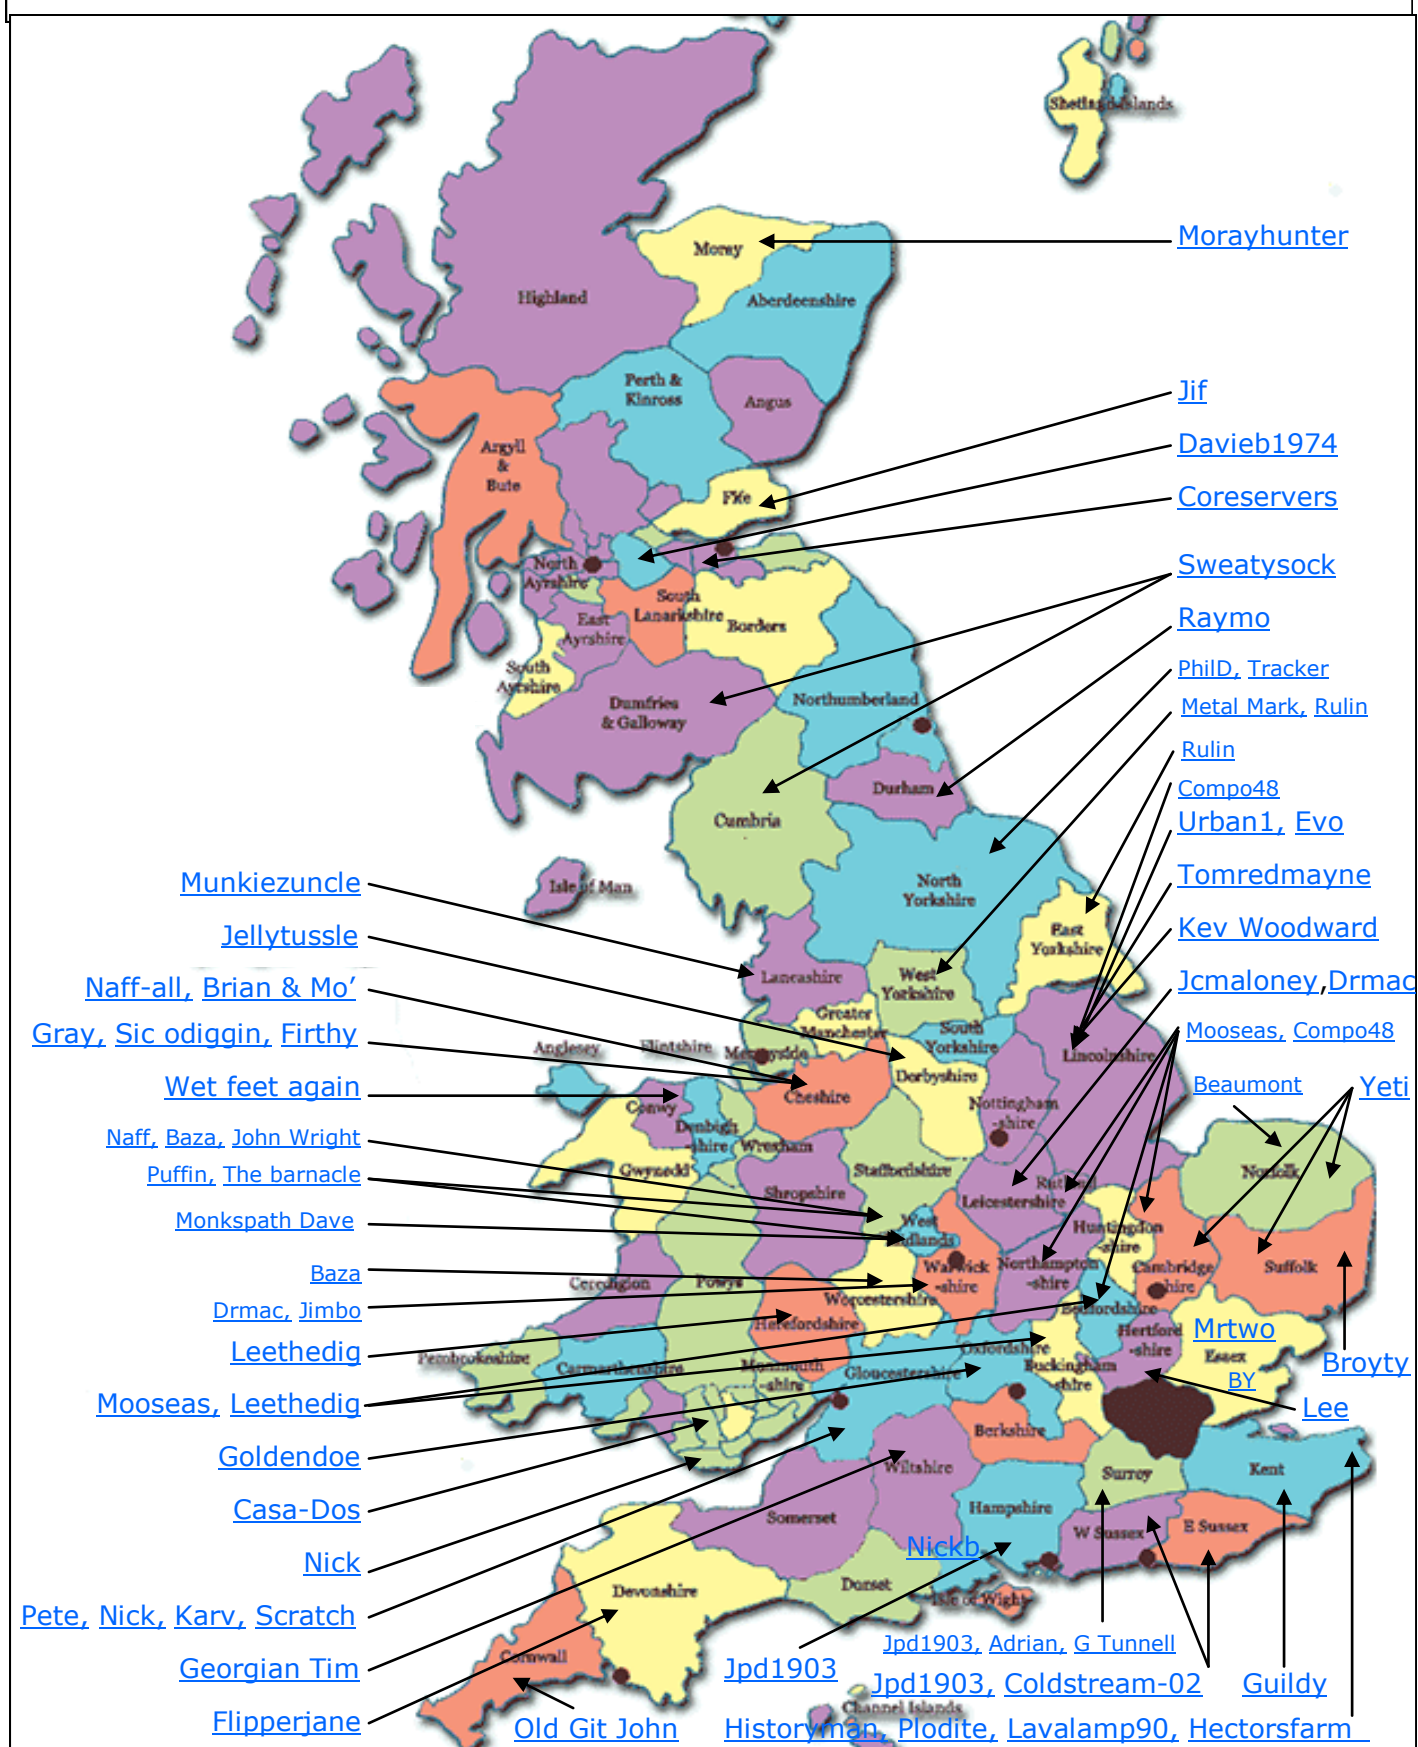 Shetland Islands
Morayhunter
Moray
Highland
Aberdeenshire
Perth &
Kinross
Angus
Jif
Argyll
&
Bute
Davieb1974
Fife
Coreservers
North
Ayrshire
Sweatysock
South
Lanarkshire
East
Ayrshire
Borders
Raymo
South
Ayrshire
PhilD, Tracker
Dumfries
& Galloway
Northumberland
Metal Mark, Rulin
Rulin
Durham
Compo48
Cumbria
Urban1, Evo
Munkiezuncle
Isle of Man
North
Yorkshire
Tomredmayne
Jellytussle
East
Yorkshire
Kev Woodward
Lancashire
West
Yorkshire
Naff-all, Brian & Mo’
Jcmaloney,Drmac
Greater
Manchester
Gray, Sic odiggin, Firthy
South
Yorkshire
Mooseas, Compo48
Anglesey
Flintshire
Merseyside
Lincolnshire
Derbyshire
Wet feet again
Conwy
Cheshire
Nottingham
-shire
Beaumont
Yeti
Denbigh
-shire
Wrexham
Naff, Baza, John Wright
Puffin, The barnacle
Gwynedd
Staffordshire
Norfolk
Shropshire
Rutland
Leicestershire
Monkspath Dave
West
Midlands
Huntingdon
-shire
Baza
Ceredigion
Powys
Warwick
-shire
Northampton
-shire
Cambridge
-shire
Suffolk
Drmac, Jimbo
Worcestershire
Bedfordshire
Leethedig
Herefordshire
Hertford
-shire
Mrtwo
Essex
Broyty
Pembrokeshire
Carmarthenshire
Monmouth
-shire
Gloucestershire
Oxfordshire
Buckingham
-shire
BY
Mooseas, Leethedig
Lee
Goldendoe
Berkshire
Wiltshire
Surrey
Kent
Casa-Dos
Somerset
Hampshire
W Sussex
E Sussex
Nick
Nickb
Devonshire
Dorset
Isle of Wight
Pete, Nick, Karv, Scratch
Jpd1903, Adrian, G Tunnell
Cornwall
Georgian Tim
Jpd1903
Jpd1903, Coldstream-02
Guildy
Channel Islands
Flipperjane
Old Git John
Historyman, Plodite, Lavalamp90, Hectorsfarm